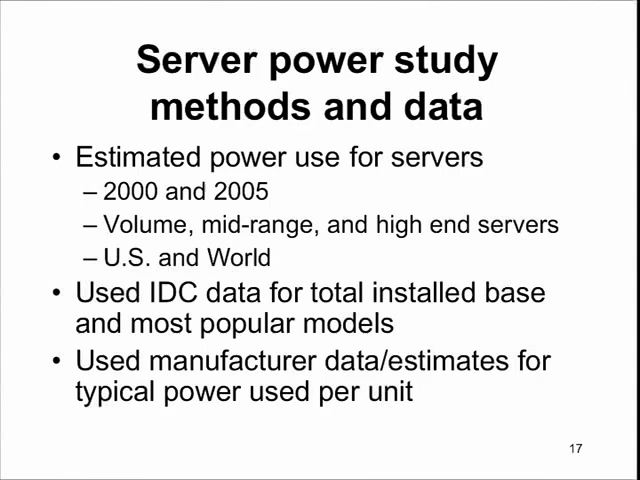 Server power study
methods and data
• Estimated power use for servers
– 2000 and 2005
– Volume, mid-range, and high end servers
– U.S. and World
• Used IDC data for total installed base
and most popular models
• Used manufacturer data/estimates for
typical power used per unit
17